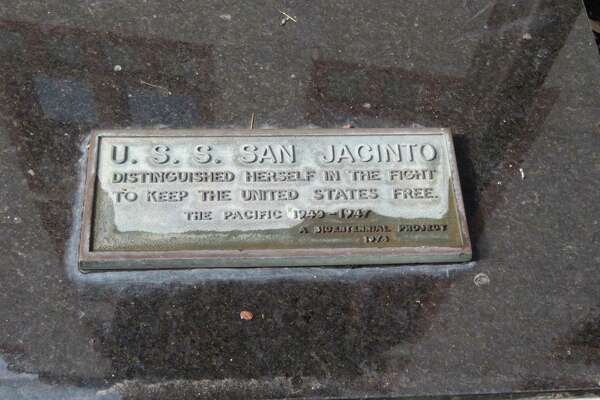 U. S. S. SAN JACINTO
DISTINGUISHED HERSELF IN THE FIGHT
TO KEEP THE UNITED STATES FREE.
THE PACIFIC 1943-1947
A BICENTENNIAL PROJECT